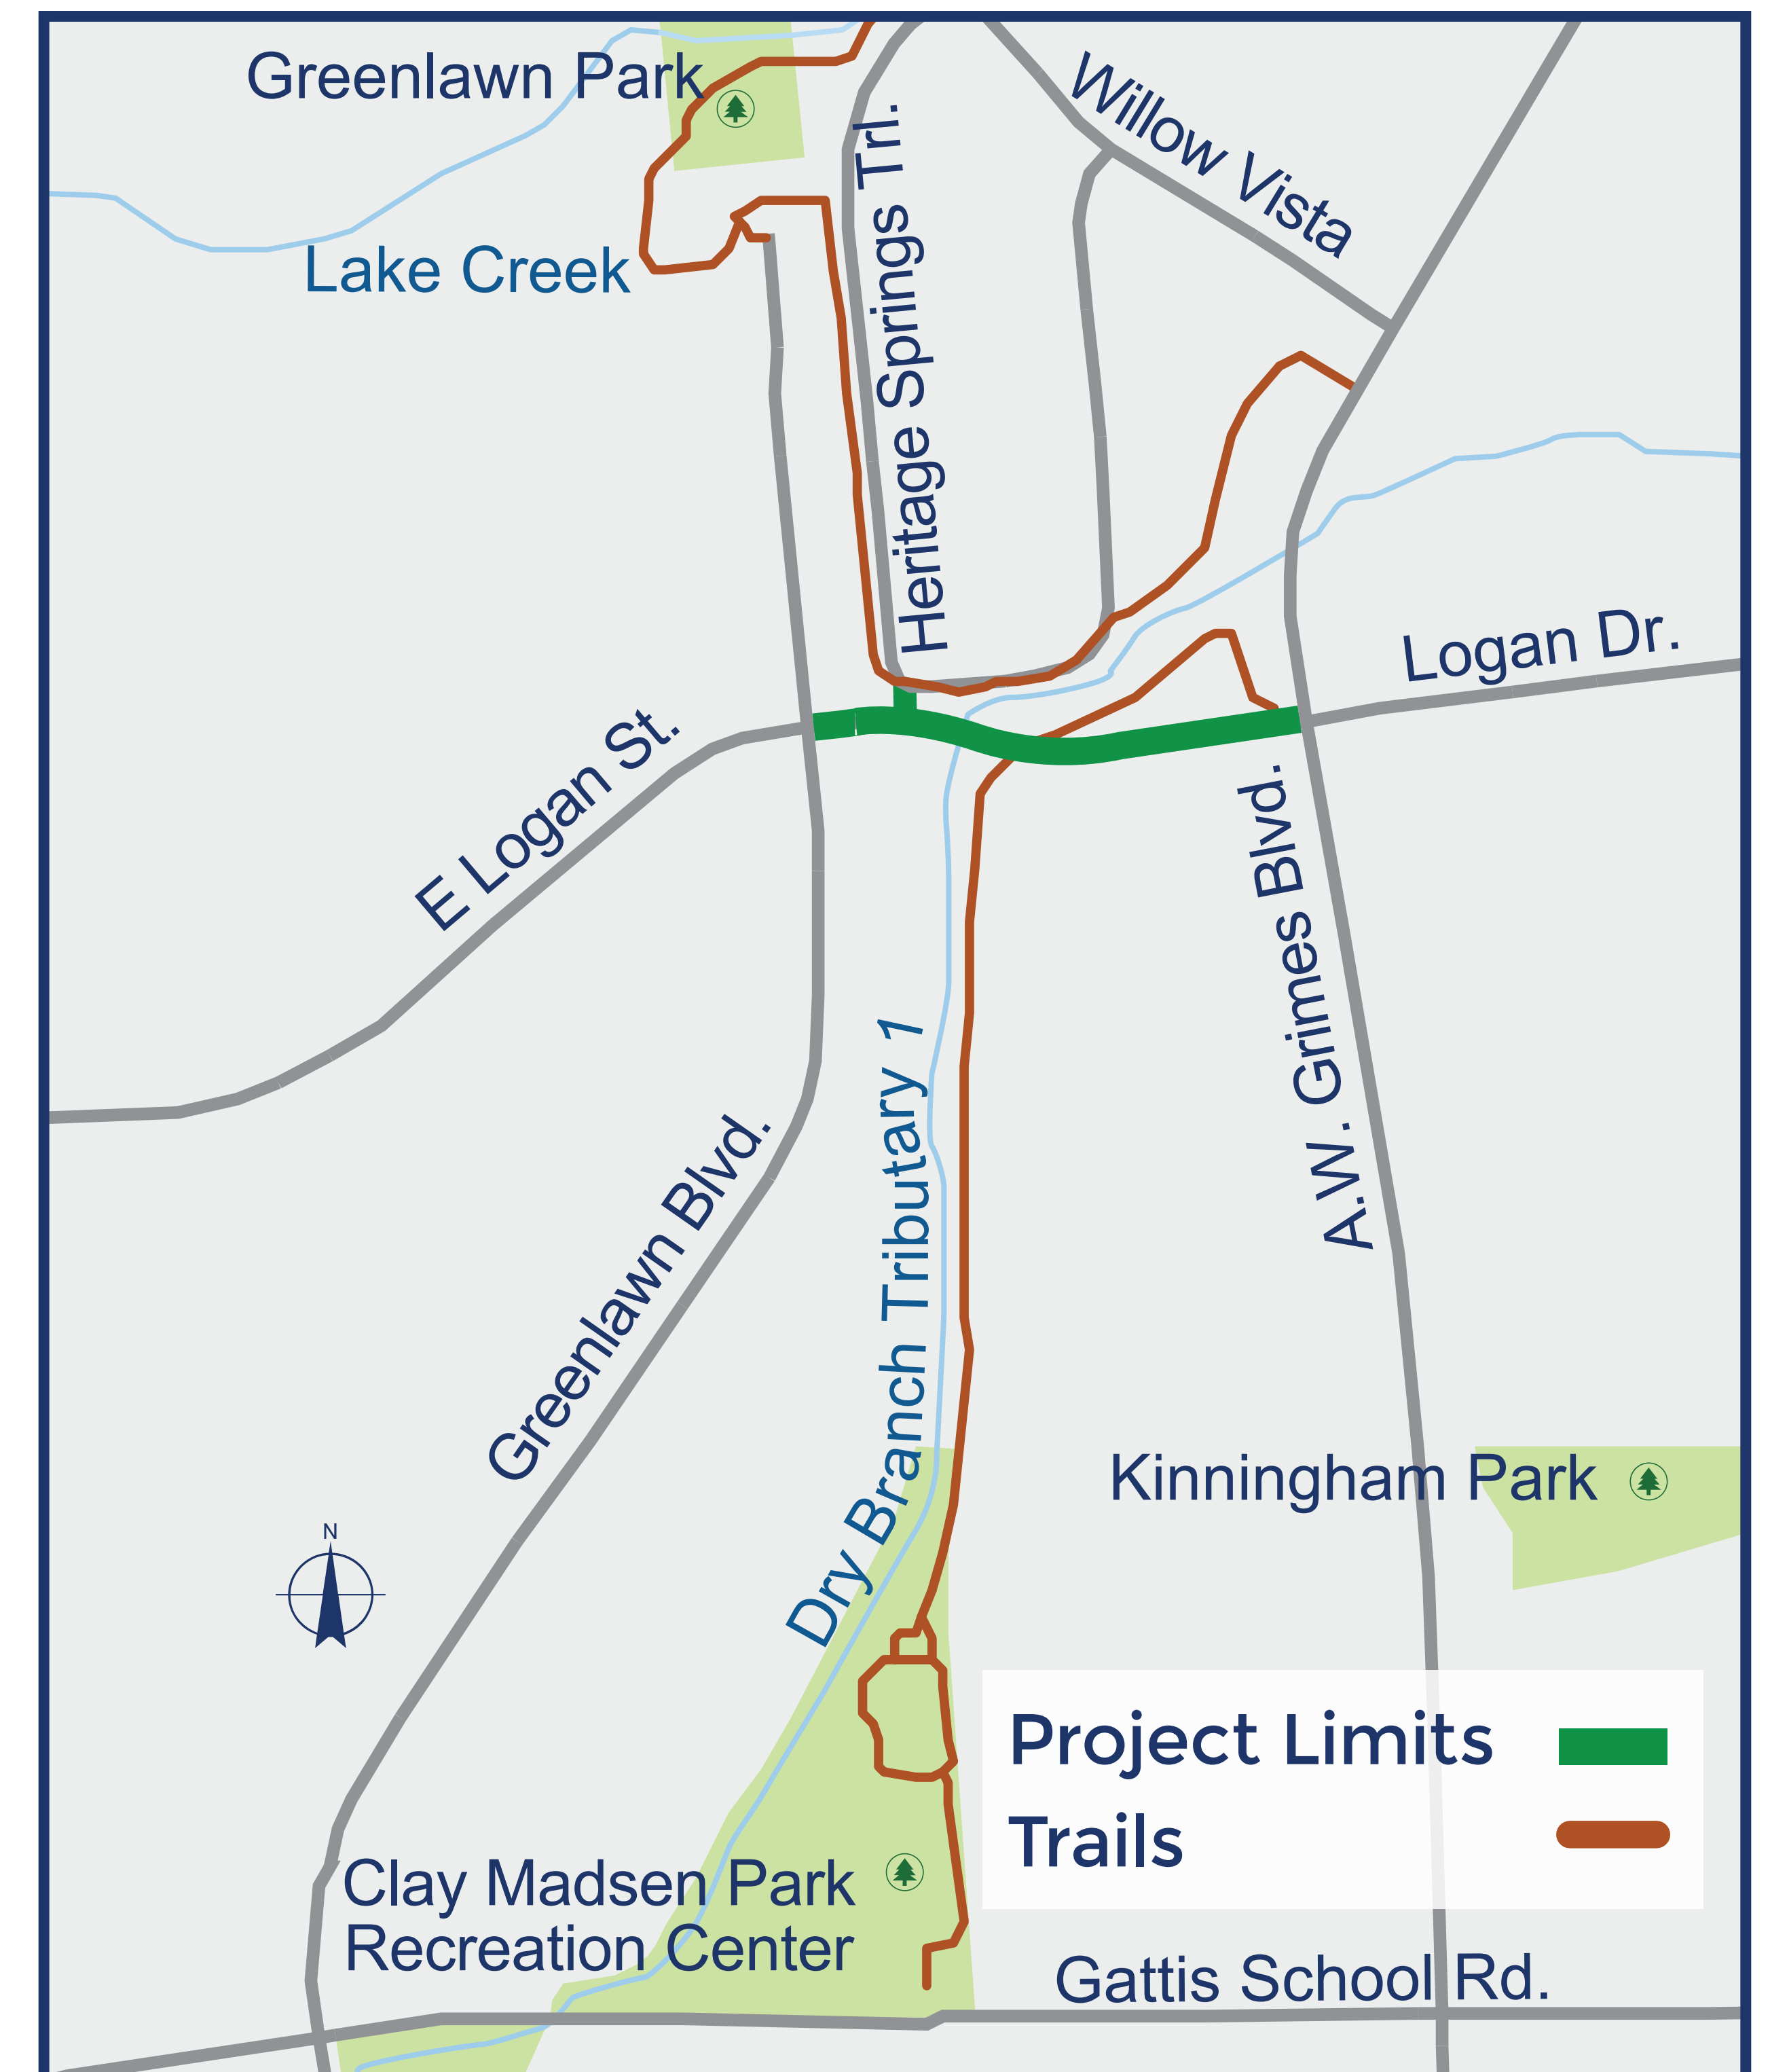 Greenlawn Park
Willow Vista
Heritage Springs Trl.
Lake Creek
Logan Dr.
E Logan St.
A.W. Grimes Blvd.
Dry Branch Tributary 1
Greenlawn Blvd.
Kinningham Park
N
Project Limits
Trails
Clay Madsen Park
Recreation Center
Gattis School Rd.